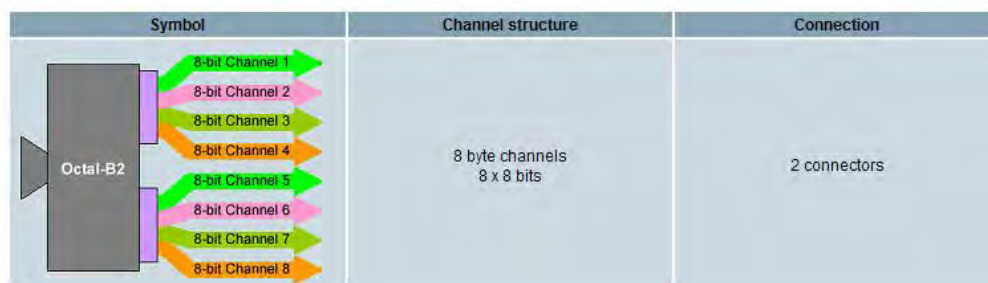 Symbol
Channel structure
Connection
8-bit Channel 1
8-bit Channel 2
8-bit Channel 3
8-bit Channel 4
Octal-B2
8-bit Channel 5
8-bit Channel 6
8-bit Channel 7
8-bit Channel 8
8 byte channels
8 x 8 bits
2 connectors